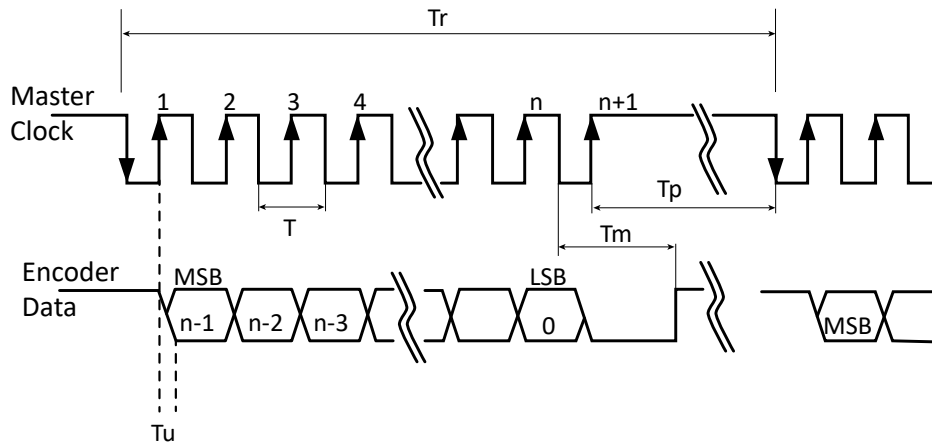 Tr
Master
Clock
1 2 3 4 n n+1
T
Tp
Tm
Encoder
Data
MSB LSB
n-1 n-2 n-3 0 MSB
Tu